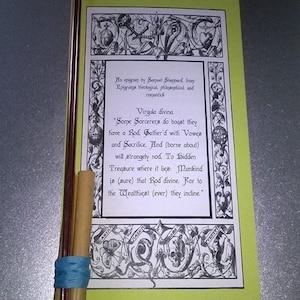 An epigram by Samuel Sheppard, from
Epigrams theological, philosophical and
romantick
Virgula divina
"Some Sorcerers do boast they
have a Rod, Gather'd with Vowes
and Sacrifice, And (borne about)
will strangely nod, To hidden
Treasure where it lies: Mankind
is (sure) that Rod divine, For to
the Wealthiest (ever) they incline."